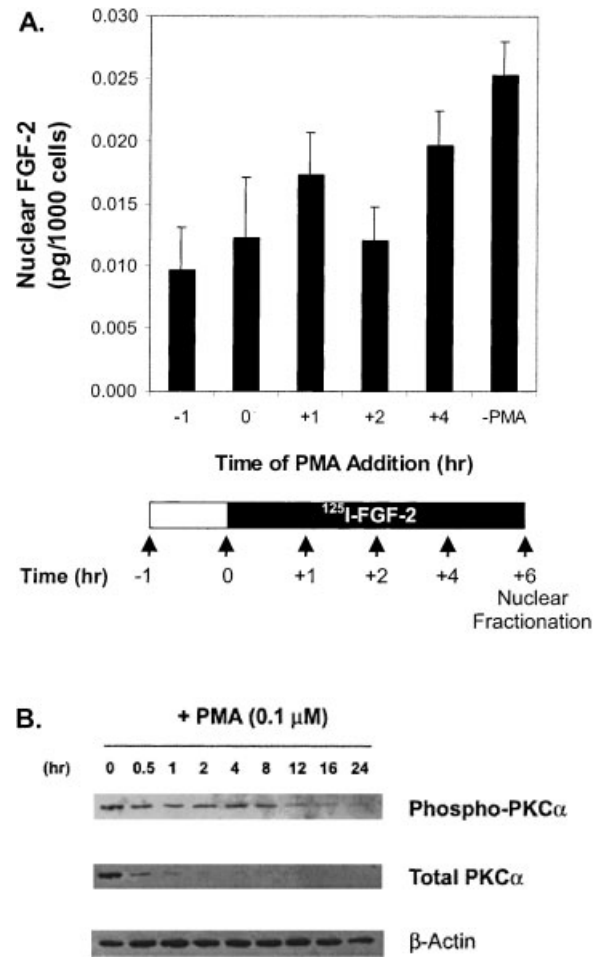 A.
Nuclear FGF-2
(pg/1000 cells)
0.030
0.025
0.020
0.015
0.010
0.005
0.000
-1 0 +1 +2 +4 -PMA
Time of PMA Addition (hr)
¹²⁵I-FGF-2
Time (hr) -1 0 +1 +2 +4 +6
Nuclear
Fractionation
B.
+ PMA (0.1 μM)
(hr) 0 0.5 1 2 4 8 12 16 24
Phospho-PKCα
Total PKCα
β-Actin